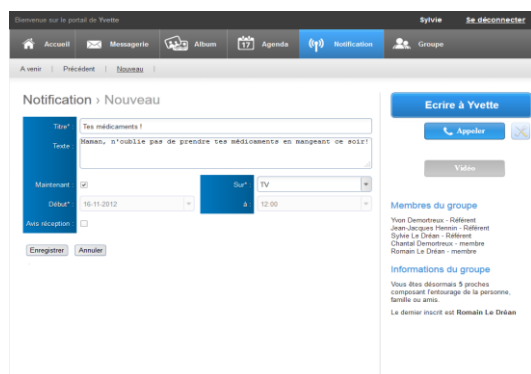 Bienvenue sur le portail de Yvette
Sylvie Se déconnecter
Accueil Messagerie Album 17 Agenda Notification Groupe
A venir | Précédent | Nouveau |
Notification › Nouveau
Titre* : Tes médicaments !
Texte : Maman, n'oublie pas de prendre tes médicaments en mangeant ce soir!
Maintenant : Sur* : TV
Début* : 16-11-2012 à : 12:00
Avis réception :
Enregistrer Annuler
Ecrire à Yvette
Appeler
Vidéo
Membres du groupe
Yvon Demortreux - Référent
Jean-Jacques Hennin - Référent
Sylvie Le Dréan - Référent
Chantal Demortreux - membre
Romain Le Dréan - membre
Informations du groupe
Vous êtes désormais 5 proches
composant l'entourage de la personne,
famille ou amis.
Le dernier inscrit est Romain Le Dréan